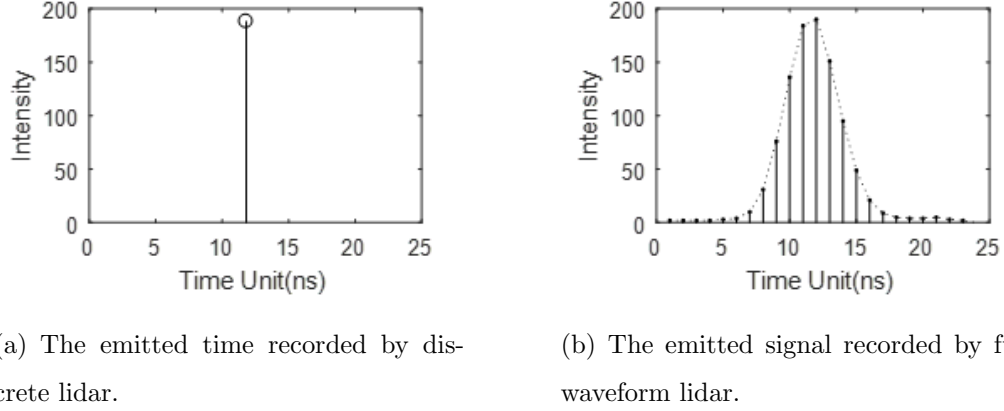 200
150
100
50
0
Intensity
0 5 10 15 20 25
Time Unit(ns)
200
150
100
50
0
Intensity
0 5 10 15 20 25
Time Unit(ns)
a) The emitted time recorded by dis-
crete lidar.
(b) The emitted signal recorded by f
waveform lidar.